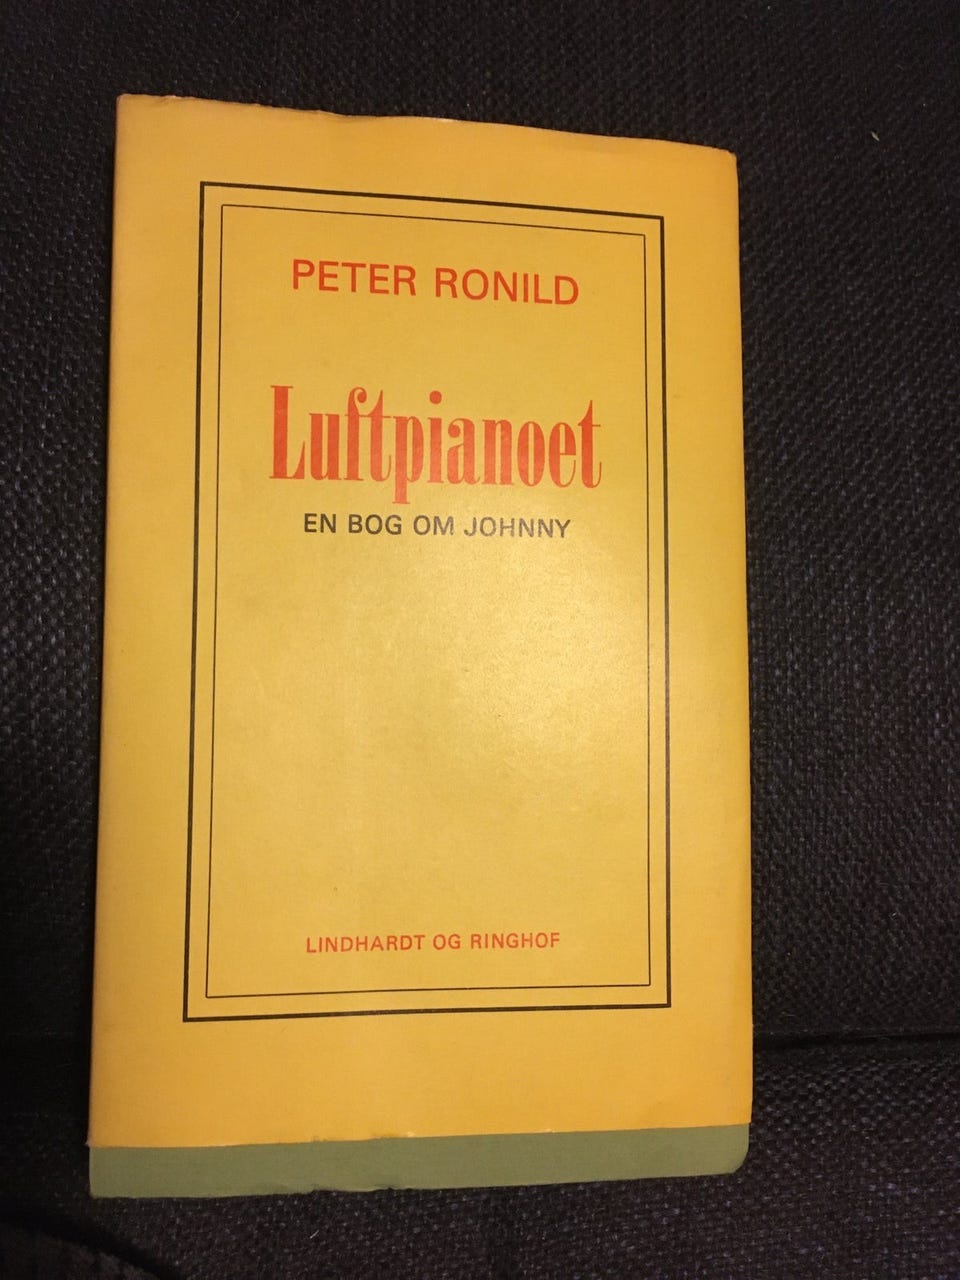 PETER RONILD
Luftpianoet
EN BOG OM JOHNNY
LINDHARDT OG RINGHOF